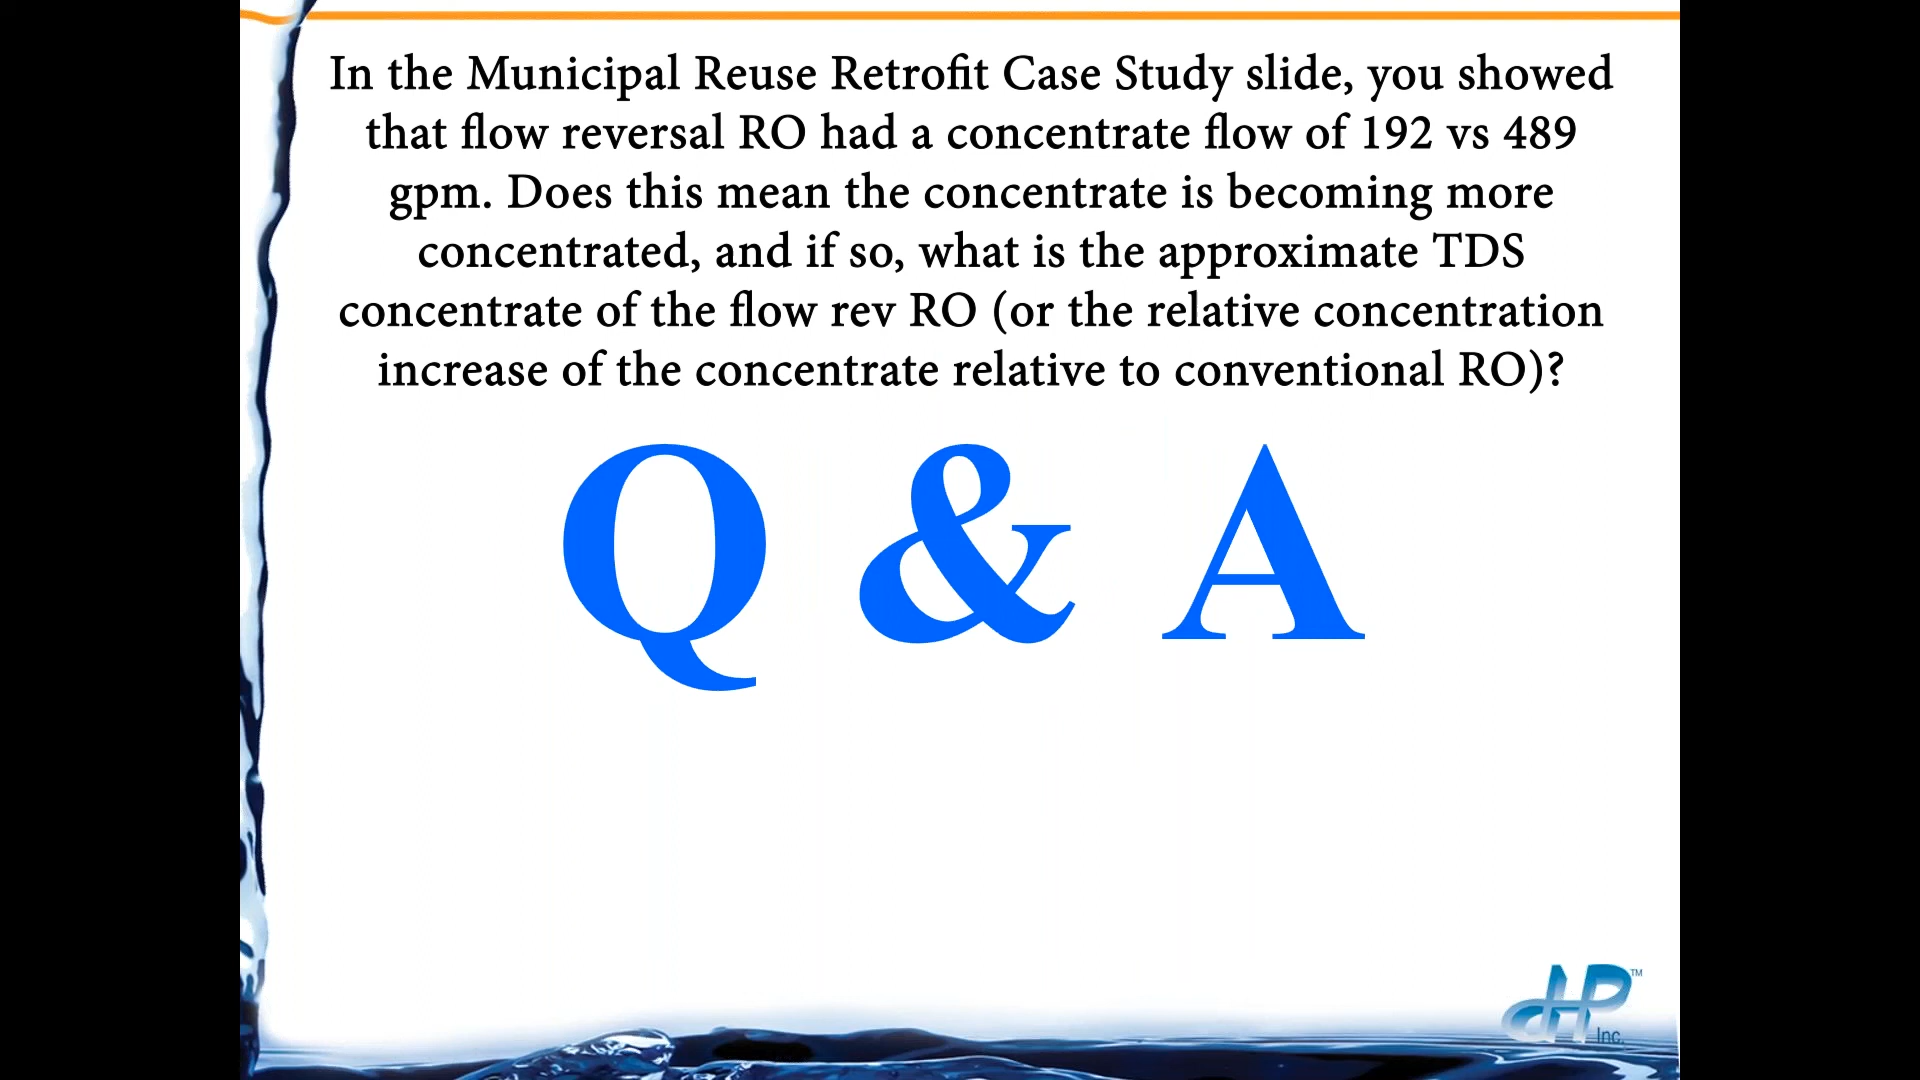 In the Municipal Reuse Retrofit Case Study slide, you showed
that flow reversal RO had a concentrate flow of 192 vs 489
gpm. Does this mean the concentrate is becoming more
concentrated, and if so, what is the approximate TDS
concentrate of the flow rev RO (or the relative concentration
increase of the concentrate relative to conventional RO)?
Q & A
CHP™
Inc.